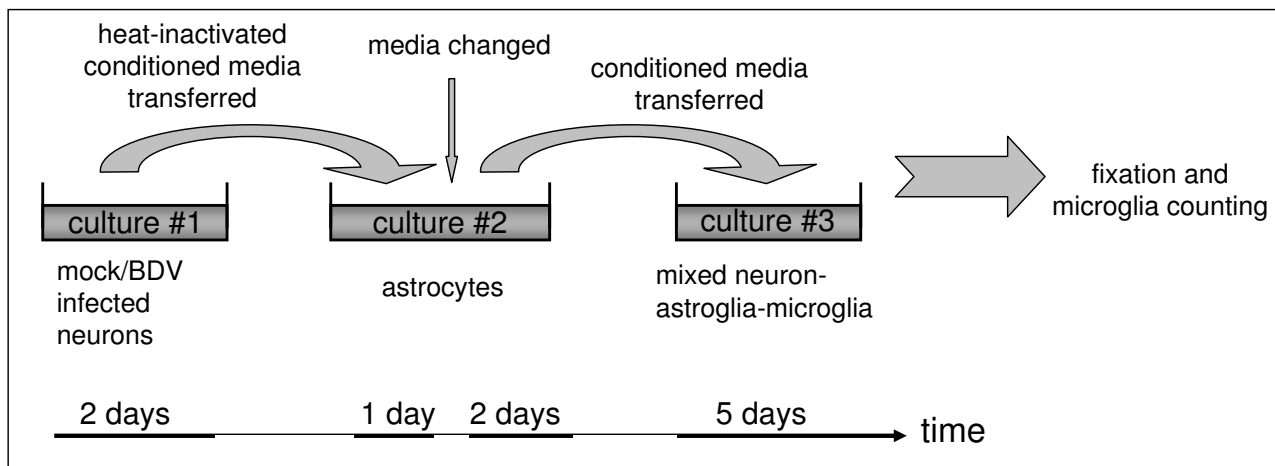 heat-inactivated
conditioned media
transferred
media changed
conditioned media
transferred
culture #1
culture #2
culture #3
fixation and
microglia counting
mock/BDV
infected
neurons
astrocytes
mixed neuron-
astroglia-microglia
2 days
1 day
2 days
5 days
time